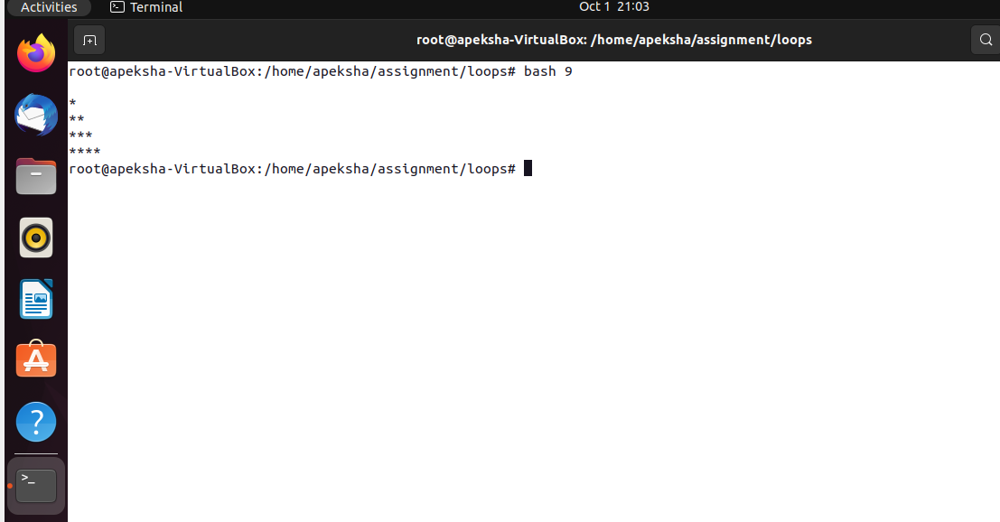 Activities Terminal Oct 1 21:03
root@apeksha-VirtualBox: /home/apeksha/assignment/loops
root@apeksha-VirtualBox:/home/apeksha/assignment/loops# bash 9

*
**
***
****
root@apeksha-VirtualBox:/home/apeksha/assignment/loops#